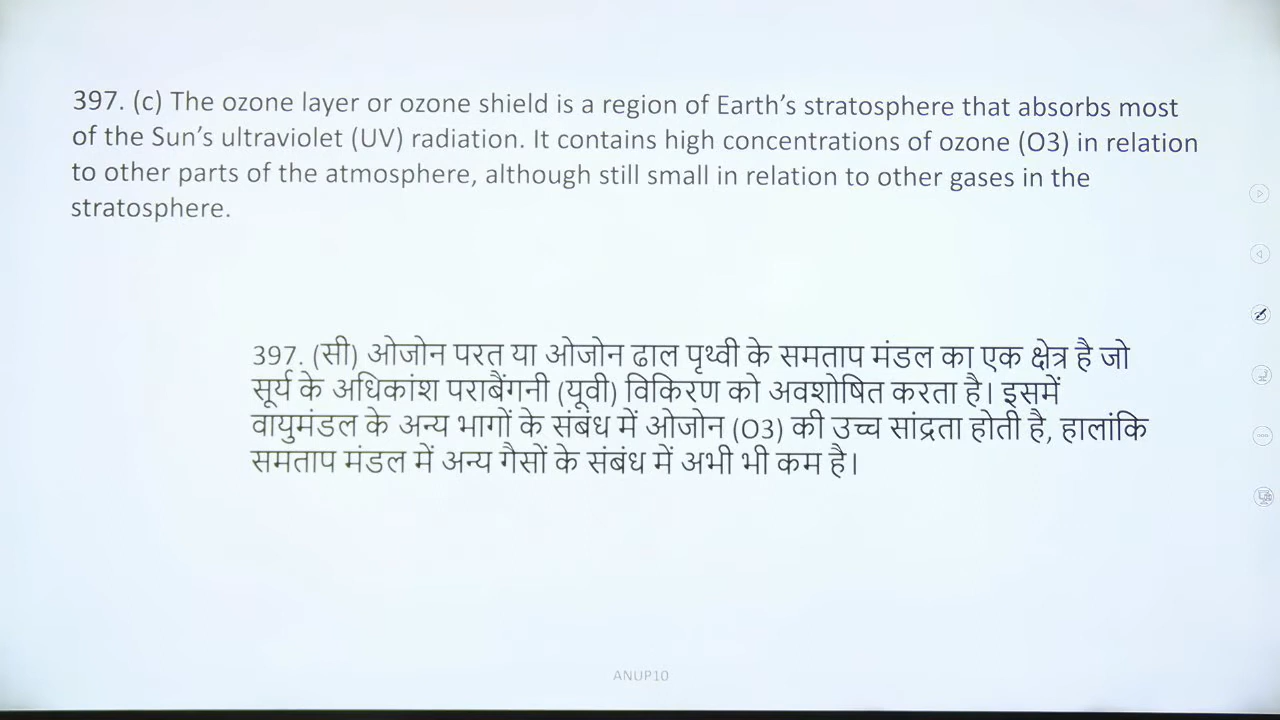 397. (c) The ozone layer or ozone shield is a region of Earth’s stratosphere that absorbs most
of the Sun’s ultraviolet (UV) radiation. It contains high concentrations of ozone (O3) in relation
to other parts of the atmosphere, although still small in relation to other gases in the
stratosphere.
397. (सी) ओजोन परत या ओजोन ढाल पृथ्वी के समताप मंडल का एक क्षेत्र है जो
सूर्य के अधिकांश पराबैंगनी (यूवी) विकिरण को अवशोषित करता है। इसमें
वायुमंडल के अन्य भागों के संबंध में ओजोन (O3) की उच्च सांद्रता होती है, हालांकि
समताप मंडल में अन्य गैसों के संबंध में अभी भी कम है।
ANUP10